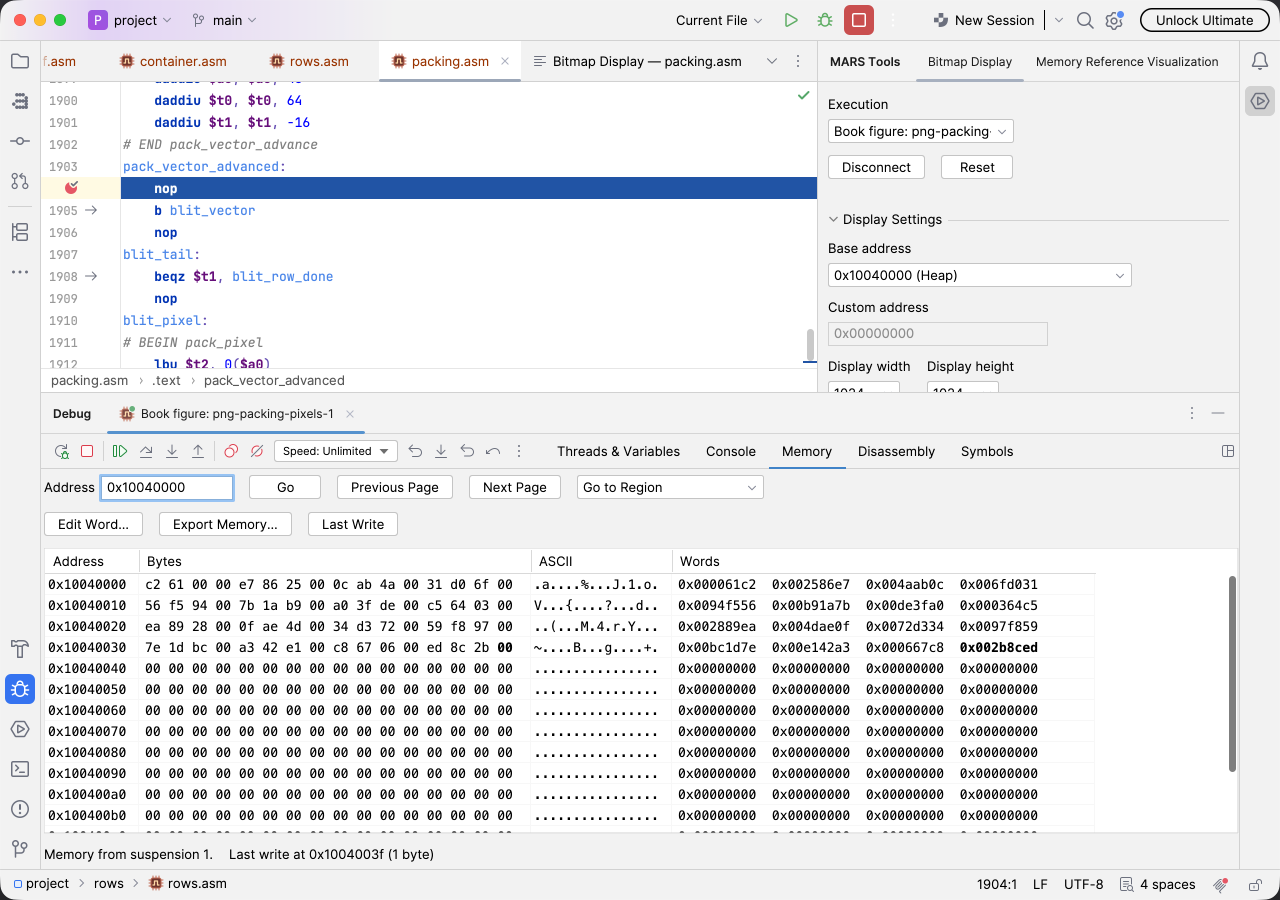 P project main Current File New Session Unlock Ultimate
f.asm container.asm rows.asm packing.asm Bitmap Display — packing.asm
MARS Tools Bitmap Display Memory Reference Visualization
1900 daddiu $t0, $t0, 64
1901 daddiu $t1, $t1, -16
1902 # END pack_vector_advance
1903 pack_vector_advanced:
nop
1905 b blit_vector
1906 nop
1907 blit_tail:
1908 beqz $t1, blit_row_done
1909 nop
1910 blit_pixel:
1911 # BEGIN pack_pixel
1912 lbu $t2, 0($a0)
packing.asm › .text › pack_vector_advanced
Execution
Book figure: png-packing-
Disconnect Reset
Display Settings
Base address
0x10040000 (Heap)
Custom address
0x00000000
Display width Display height
1024 1024
Debug Book figure: png-packing-pixels-1
Speed: Unlimited Threads & Variables Console Memory Disassembly Symbols
Address 0x10040000 Go Previous Page Next Page Go to Region
Edit Word... Export Memory... Last Write
Address Bytes ASCII Words
0x10040000 c2 61 00 00 e7 86 25 00 0c ab 4a 00 31 d0 6f 00 .a....%...J.1.o. 0x000061c2 0x002586e7 0x004aab0c 0x006fd031
0x10040010 56 f5 94 00 7b 1a b9 00 a0 3f de 00 c5 64 03 00 V...{....?...d.. 0x0094f556 0x00b91a7b 0x00de3fa0 0x000364c5
0x10040020 ea 89 28 00 0f ae 4d 00 34 d3 72 00 59 f8 97 00 ..(...M.4.r.Y... 0x002889ea 0x004dae0f 0x0072d334 0x0097f859
0x10040030 7e 1d bc 00 a3 42 e1 00 c8 67 06 00 ed 8c 2b 00 ~....B...g....+. 0x00bc1d7e 0x00e142a3 0x000667c8 0x002b8ced
0x10040040 00 00 00 00 00 00 00 00 00 00 00 00 00 00 00 00 ................ 0x00000000 0x00000000 0x00000000 0x00000000
0x10040050 00 00 00 00 00 00 00 00 00 00 00 00 00 00 00 00 ................ 0x00000000 0x00000000 0x00000000 0x00000000
0x10040060 00 00 00 00 00 00 00 00 00 00 00 00 00 00 00 00 ................ 0x00000000 0x00000000 0x00000000 0x00000000
0x10040070 00 00 00 00 00 00 00 00 00 00 00 00 00 00 00 00 ................ 0x00000000 0x00000000 0x00000000 0x00000000
0x10040080 00 00 00 00 00 00 00 00 00 00 00 00 00 00 00 00 ................ 0x00000000 0x00000000 0x00000000 0x00000000
0x10040090 00 00 00 00 00 00 00 00 00 00 00 00 00 00 00 00 ................ 0x00000000 0x00000000 0x00000000 0x00000000
0x100400a0 00 00 00 00 00 00 00 00 00 00 00 00 00 00 00 00 ................ 0x00000000 0x00000000 0x00000000 0x00000000
0x100400b0 00 00 00 00 00 00 00 00 00 00 00 00 00 00 00 00 ................ 0x00000000 0x00000000 0x00000000 0x00000000
Memory from suspension 1. Last write at 0x1004003f (1 byte)
project › rows › rows.asm 1904:1 LF UTF-8 4 spaces